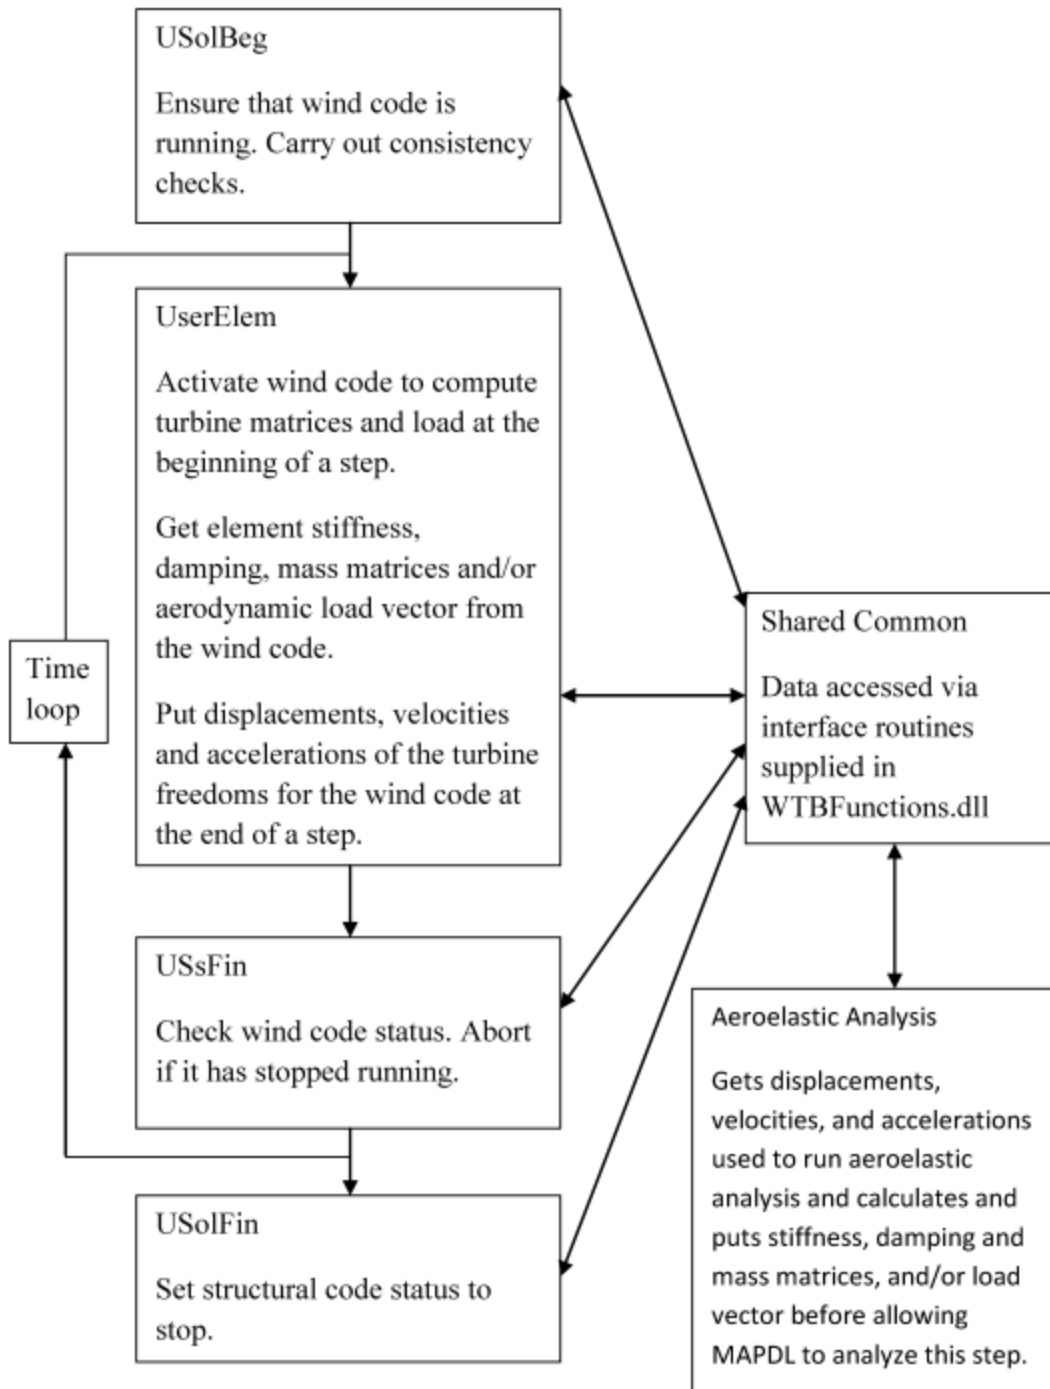 USolBeg
Ensure that wind code is
running. Carry out consistency
checks.
UserElem
Activate wind code to compute
turbine matrices and load at the
beginning of a step.
Get element stiffness,
damping, mass matrices and/or
aerodynamic load vector from
the wind code.
Put displacements, velocities
and accelerations of the turbine
freedoms for the wind code at
the end of a step.
Time
loop
USsFin
Check wind code status. Abort
if it has stopped running.
USolFin
Set structural code status to
stop.
Shared Common
Data accessed via
interface routines
supplied in
WTBFunctions.dll
Aeroelastic Analysis
Gets displacements,
velocities, and accelerations
used to run aeroelastic
analysis and calculates and
puts stiffness, damping and
mass matrices, and/or load
vector before allowing
MAPDL to analyze this step.